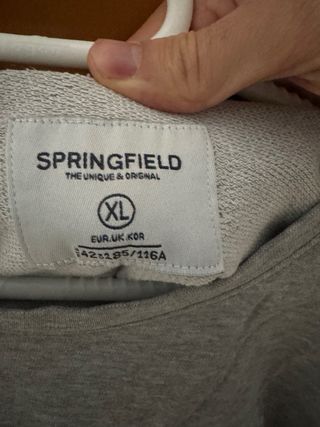 SPRINGFIELD
THE UNIQUE & ORIGINAL
XL
EUR.UK.KOR
185/116A